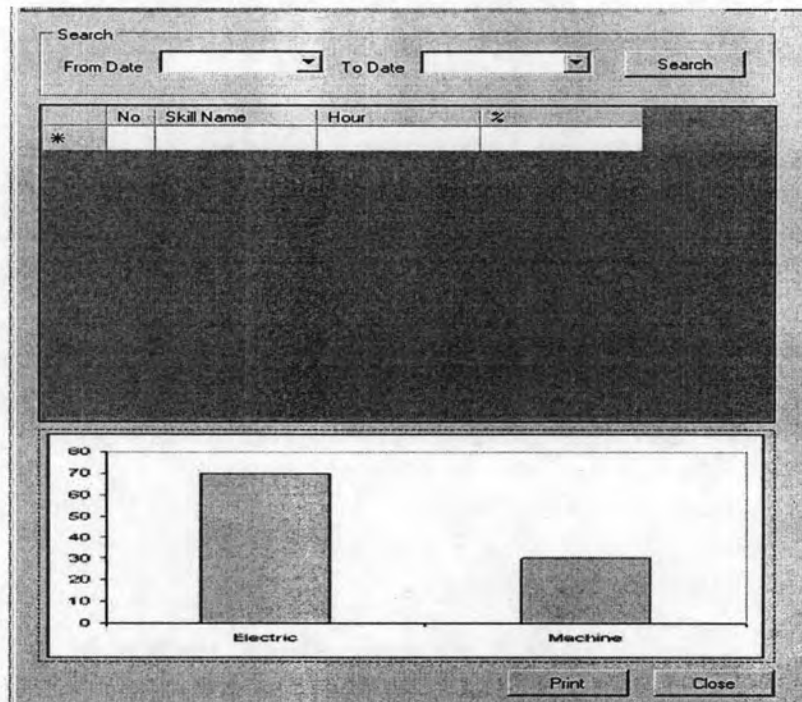 Search
From Date To Date Search
No Skill Name Hour %
*
80
70
60
50
40
30
20
10
0
Electric Machine
Print Close